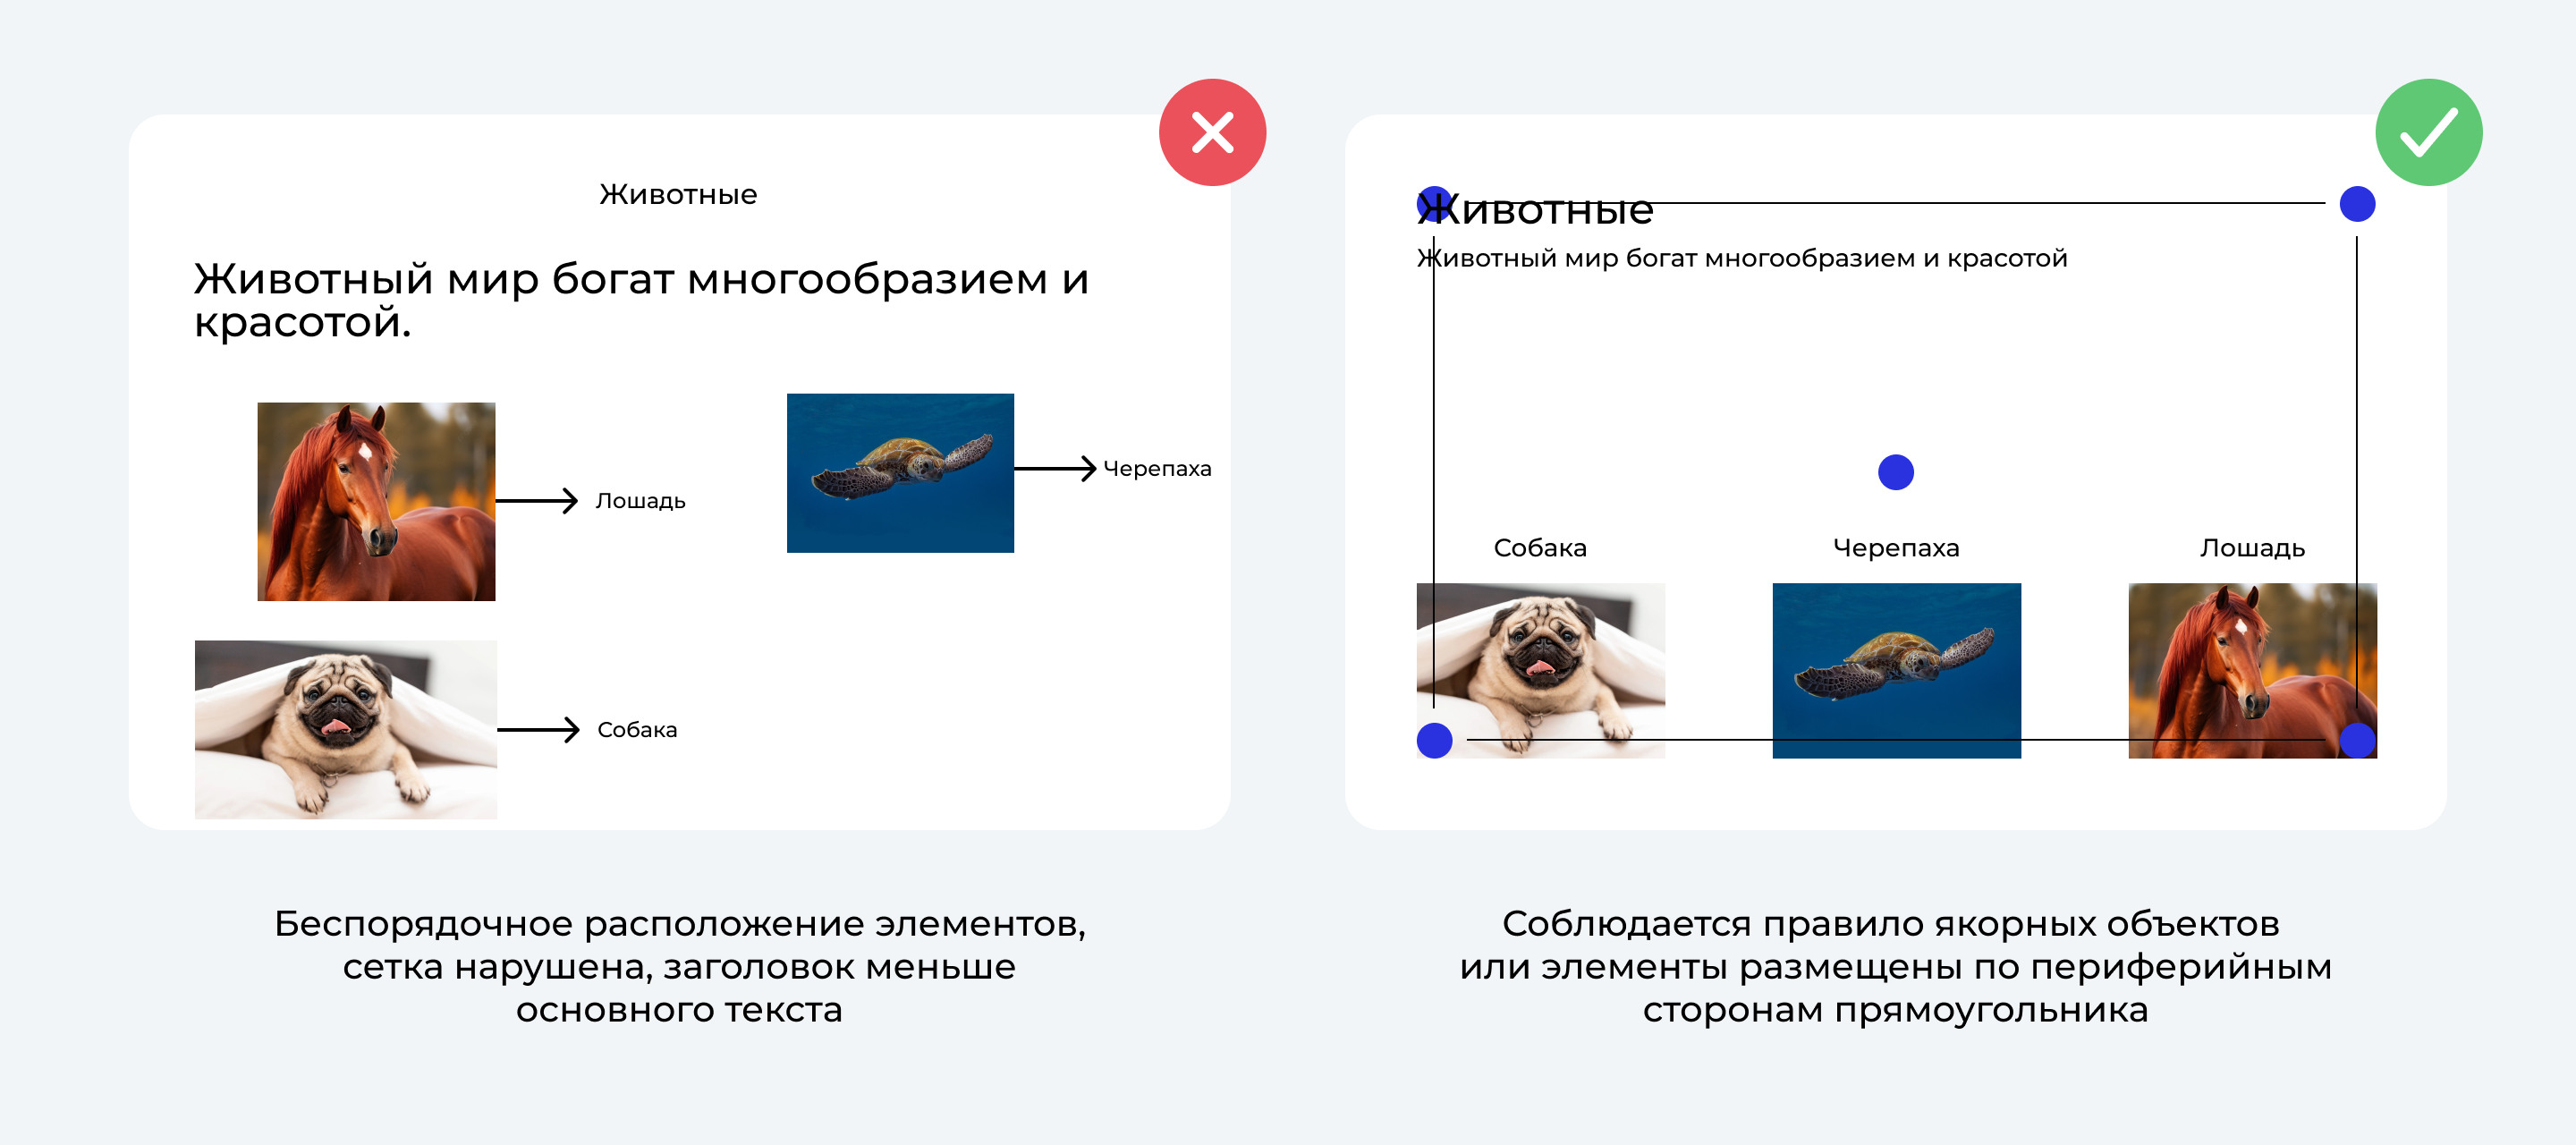 Животные
Животный мир богат многообразием и
красотой.
Лошадь
Черепаха
Собака
Беспорядочное расположение элементов,
сетка нарушена, заголовок меньше
основного текста
Животные
Животный мир богат многообразием и красотой
Собака
Черепаха
Лошадь
Соблюдается правило якорных объектов
или элементы размещены по периферийным
сторонам прямоугольника